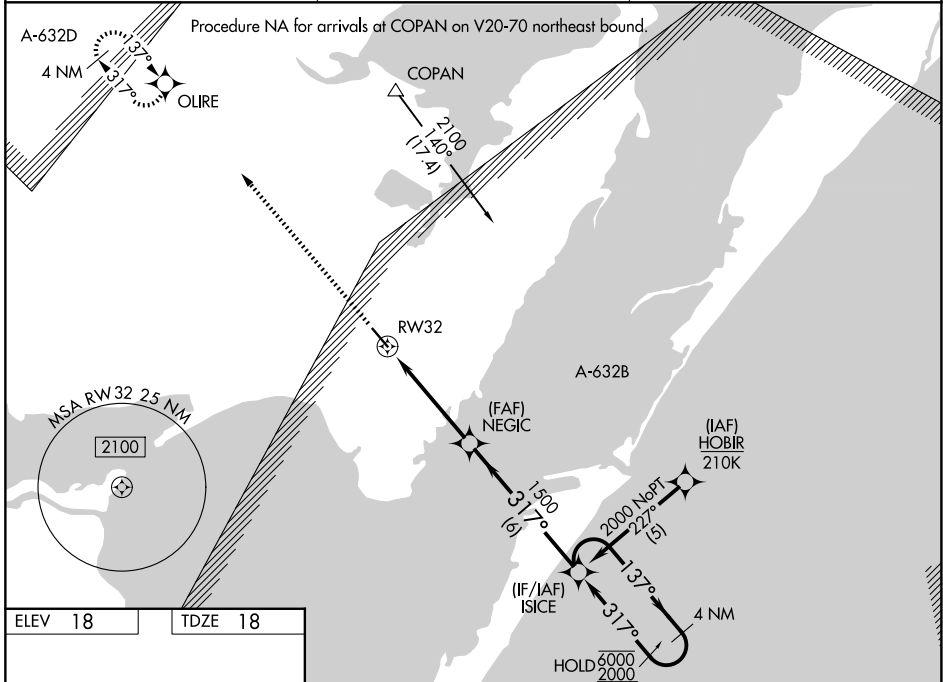 Procedure NA for arrivals at COPAN on V20-70 northeast bound.
A-632D
4 NM
137°
317°
OLIRE
COPAN
2100
140°
(17.4)
RW32
A-632B
MSA RW32 25 NM
2100
(FAF)
NEGIC
(IAF)
HOBIR
210K
1500
317°
(6)
2000 NoPT
227°
(5)
(IF/IAF)
ISICE
137°
317°
4 NM
HOLD 6000
2000
ELEV 18
TDZE 18